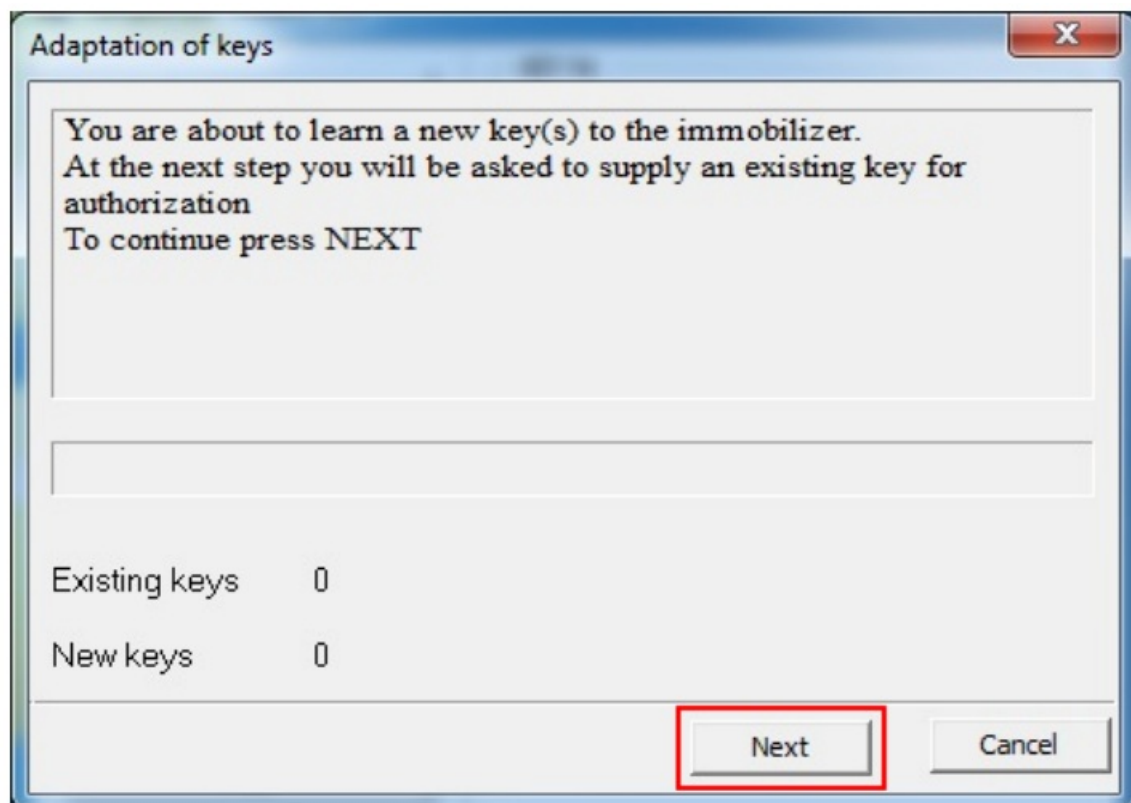 Adaptation of keys
You are about to learn a new key(s) to the immobilizer.
At the next step you will be asked to supply an existing key for
authorization
To continue press NEXT
Existing keys 0
New keys 0
Next Cancel